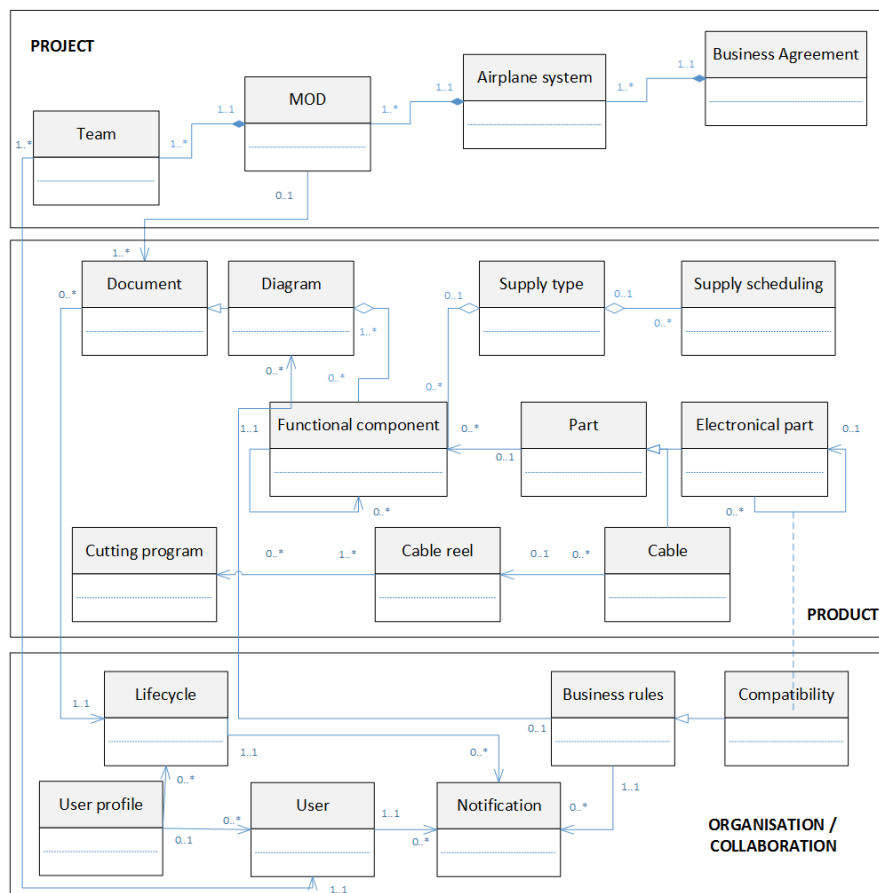 PROJECT
Business Agreement
Airplane system
MOD
Team
1..1
1..*
1..1
1..*
1..1
1..*
1..*
0..1
1..*
Document
Diagram
Supply type
Supply scheduling
0..*
0..1
0..1
1..*
0..*
0..*
0..*
0..*
Functional component
Part
Electronical part
1..1
0..*
0..1
0..1
0..*
0..*
Cutting program
Cable reel
Cable
0..*
1..*
0..1
0..*
PRODUCT
Lifecycle
Business rules
Compatibility
1..1
0..1
1..1
0..*
0..*
1..1
User profile
User
Notification
0..1
0..*
1..1
0..*
0..*
ORGANISATION /
COLLABORATION
1..1